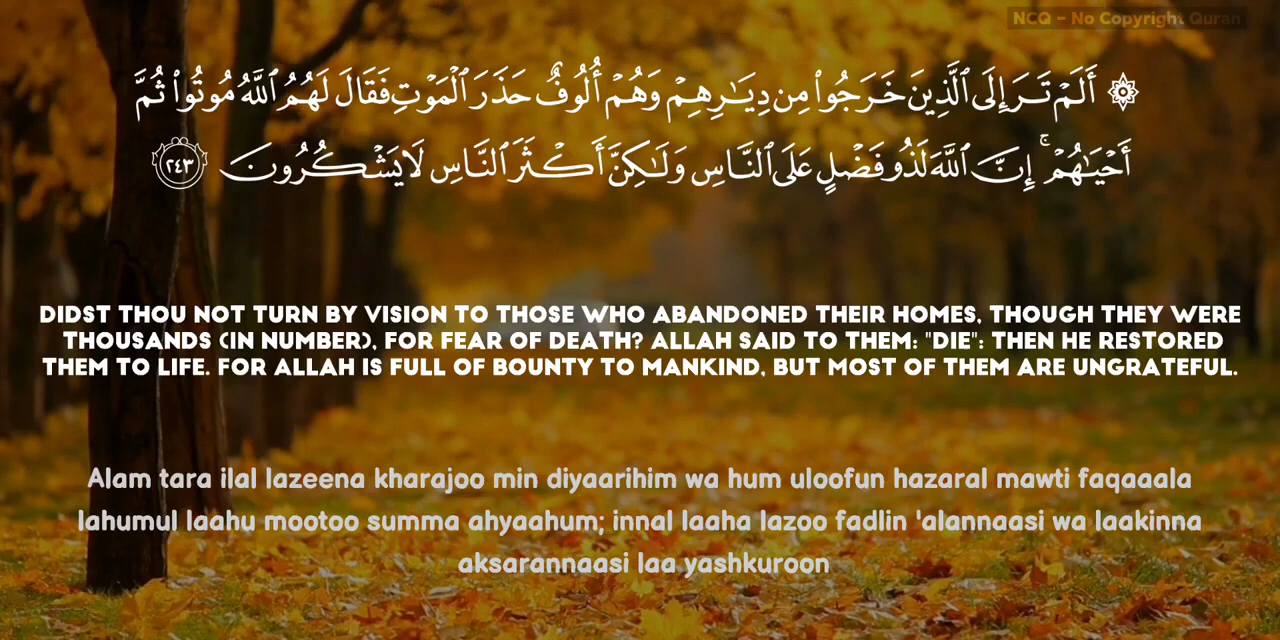 NCQ - No Copyright Quran
۞ أَلَمْ تَرَ إِلَى ٱلَّذِينَ خَرَجُوا۟ مِن دِيَـٰرِهِمْ وَهُمْ أُلُوفٌ حَذَرَ ٱلْمَوْتِ فَقَالَ لَهُمُ ٱللَّهُ مُوتُوا۟ ثُمَّ
أَحْيَـٰهُمْ ۚ إِنَّ ٱللَّهَ لَذُو فَضْلٍ عَلَى ٱلنَّاسِ وَلَـٰكِنَّ أَكْثَرَ ٱلنَّاسِ لَا يَشْكُرُونَ ٢٤٣
DIDST THOU NOT TURN BY VISION TO THOSE WHO ABANDONED THEIR HOMES, THOUGH THEY WERE
THOUSANDS (IN NUMBER), FOR FEAR OF DEATH? ALLAH SAID TO THEM: "DIE": THEN HE RESTORED
THEM TO LIFE. FOR ALLAH IS FULL OF BOUNTY TO MANKIND, BUT MOST OF THEM ARE UNGRATEFUL.
Alam tara ilal lazeena kharajoo min diyaarihim wa hum uloofun hazaral mawti faqaaala
lahumul laahu mootoo summa ahyaahum; innal laaha lazoo fadlin 'alannaasi wa laakinna
aksarannaasi laa yashkuroon